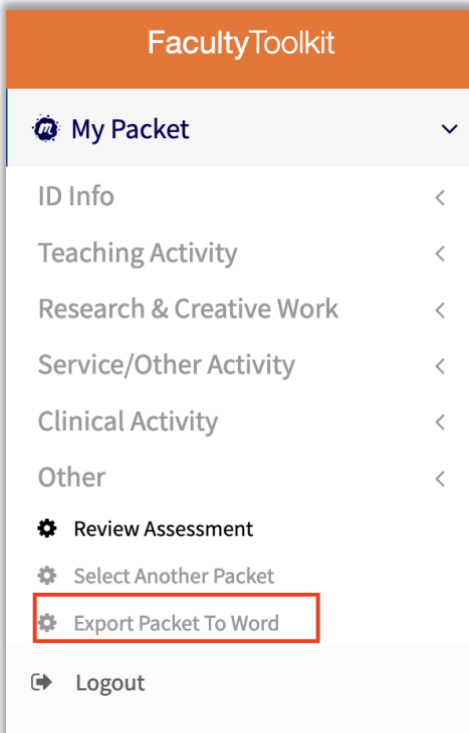 FacultyToolkit
My Packet
ID Info
Teaching Activity
Research & Creative Work
Service/Other Activity
Clinical Activity
Other
Review Assessment
Select Another Packet
Export Packet To Word
Logout